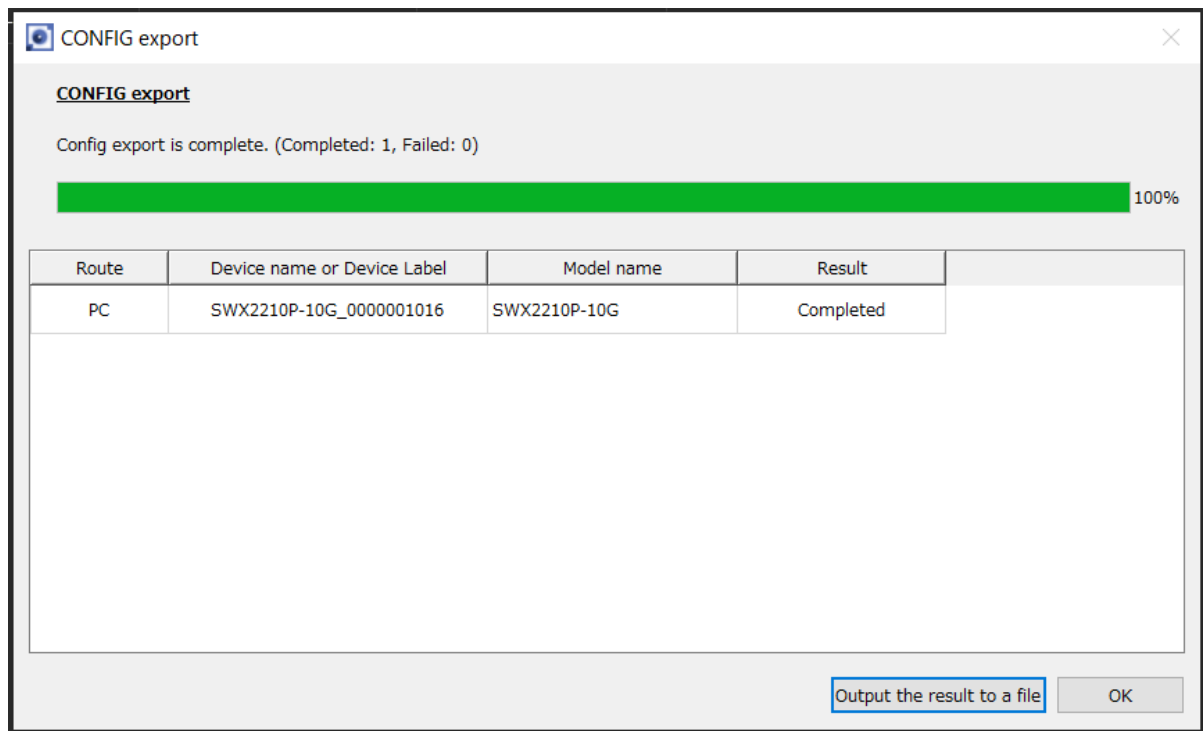 CONFIG export
CONFIG export
Config export is complete. (Completed: 1, Failed: 0)
100%
Route Device name or Device Label Model name Result
PC SWX2210P-10G_0000001016 SWX2210P-10G Completed
Output the result to a file OK